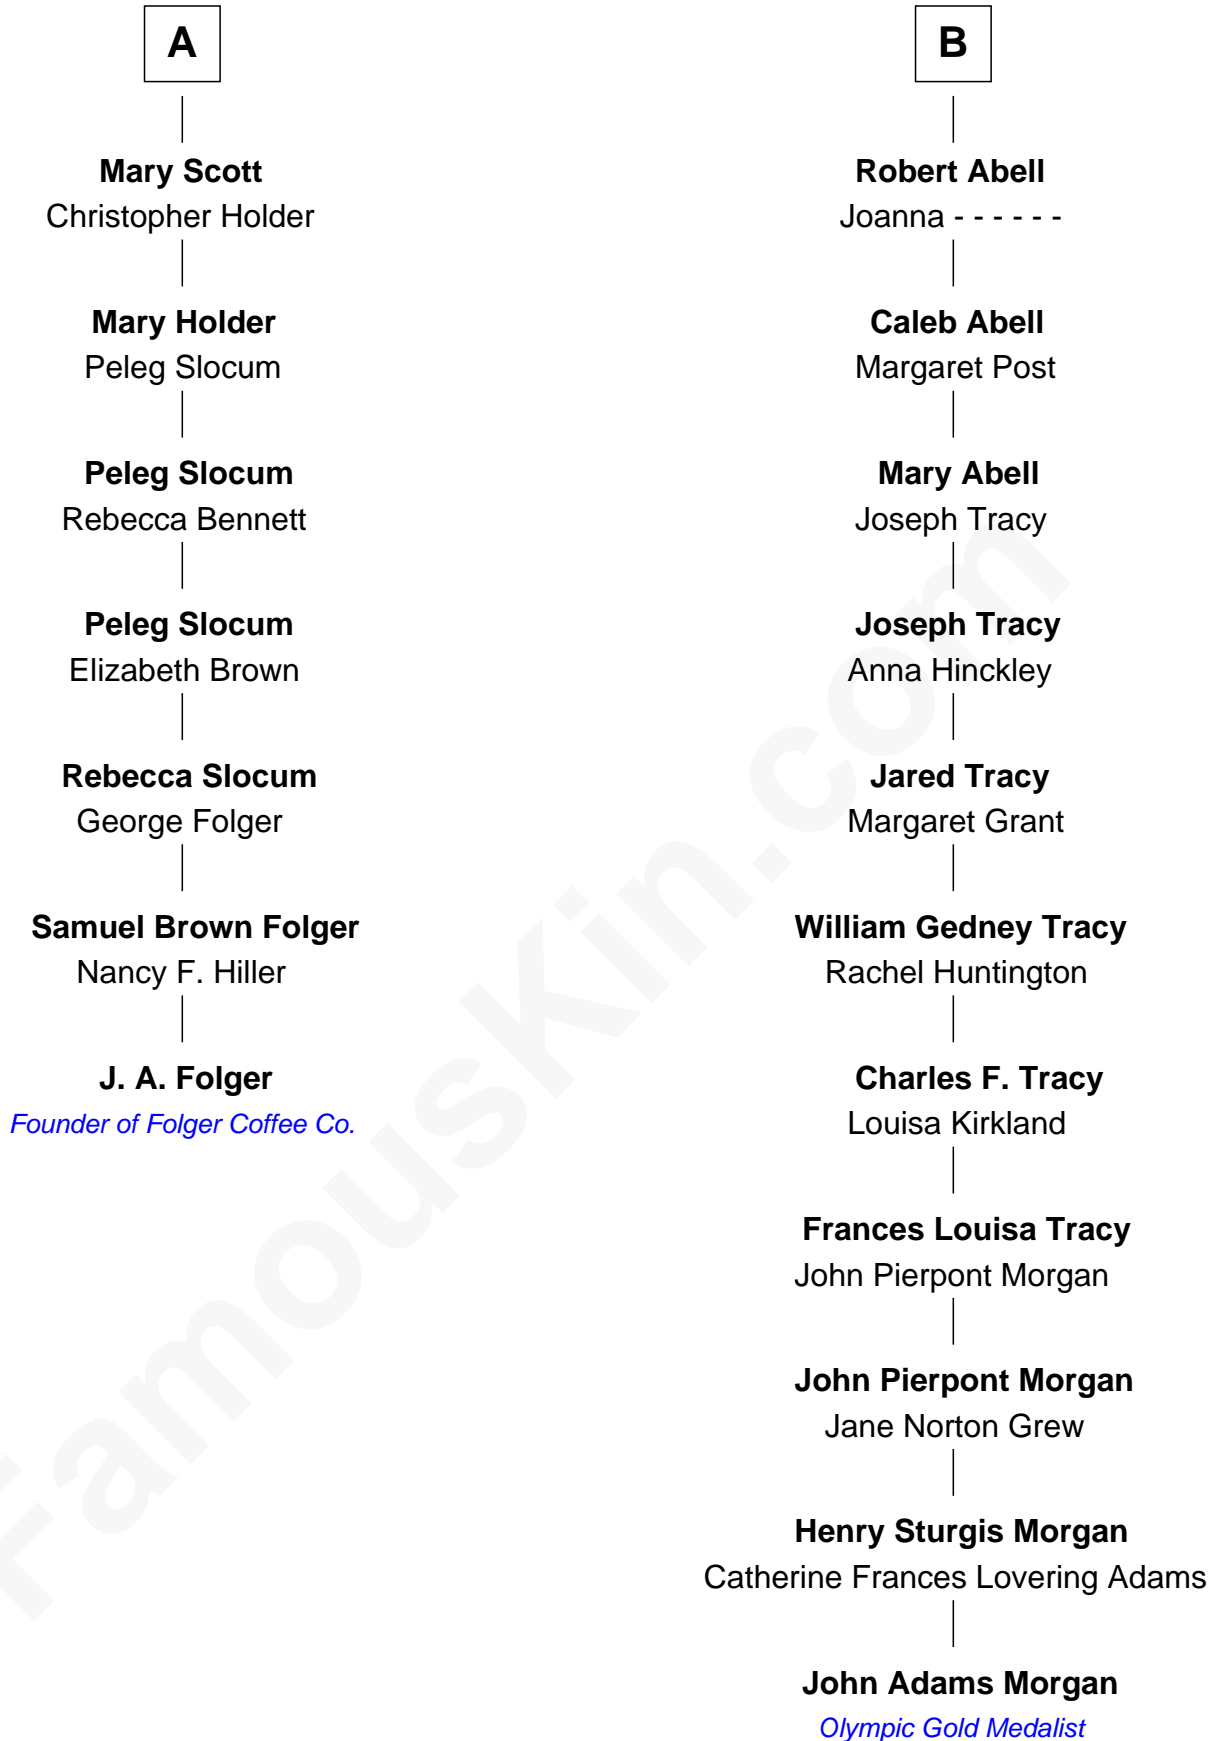 A
Mary Scott
Christopher Holder
Mary Holder
Peleg Slocum
Peleg Slocum
Rebecca Bennett
Peleg Slocum
Elizabeth Brown
Rebecca Slocum
George Folger
Samuel Brown Folger
Nancy F. Hiller
J. A. Folger
Founder of Folger Coffee Co.
B
Robert Abell
Joanna - - - - - -
Caleb Abell
Margaret Post
Mary Abell
Joseph Tracy
Joseph Tracy
Anna Hinckley
Jared Tracy
Margaret Grant
William Gedney Tracy
Rachel Huntington
Charles F. Tracy
Louisa Kirkland
Frances Louisa Tracy
John Pierpont Morgan
John Pierpont Morgan
Jane Norton Grew
Henry Sturgis Morgan
Catherine Frances Lovering Adams
John Adams Morgan
Olympic Gold Medalist
FamousKin.com